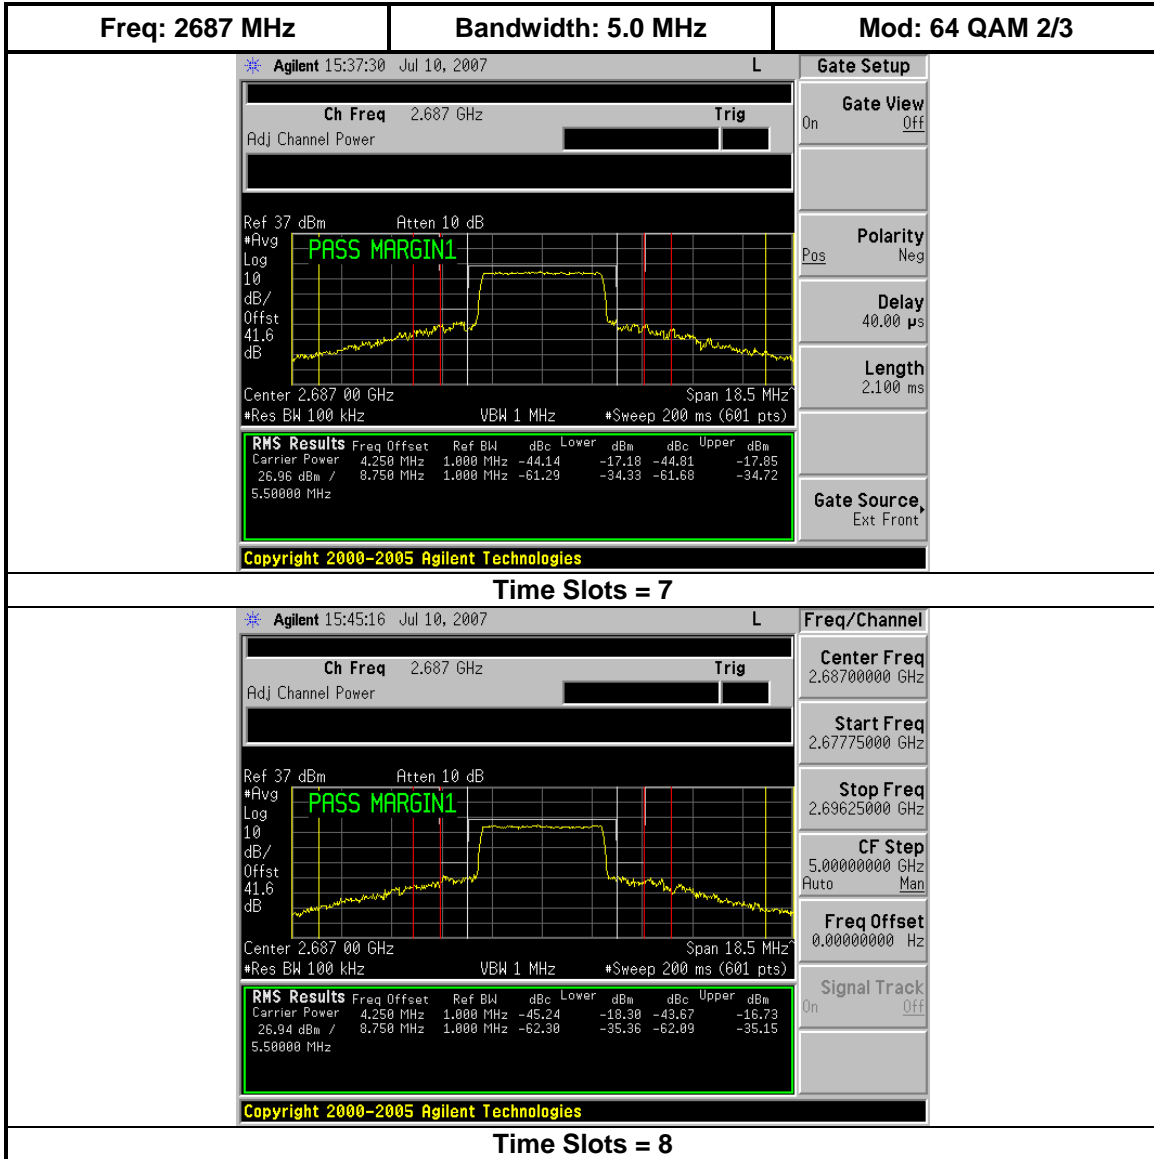 Freq: 2687 MHz Bandwidth: 5.0 MHz Mod: 64 QAM 2/3
Agilent 15:37:30 Jul 10, 2007 L Gate Setup
Ch Freq 2.687 GHz Trig
Adj Channel Power
Gate View
On Off
Ref 37 dBm Atten 10 dB
#Avg
Log
10
dB/
Offst
41.6
dB
PASS MARGIN1
Polarity
Pos Neg
Delay
40.00 µs
Length
2.100 ms
Center 2.687 00 GHz Span 18.5 MHz^
#Res BW 100 kHz VBW 1 MHz #Sweep 200 ms (601 pts)
RMS Results Freq Offset Ref BW dBc Lower dBm dBc Upper dBm
Carrier Power 4.250 MHz 1.000 MHz -44.14 -17.18 -44.81 -17.85
26.96 dBm / 8.750 MHz 1.000 MHz -61.29 -34.33 -61.68 -34.72
5.50000 MHz
Gate Source
Ext Front
Copyright 2000-2005 Agilent Technologies
Time Slots = 7
Agilent 15:45:16 Jul 10, 2007 L Freq/Channel
Ch Freq 2.687 GHz Trig
Adj Channel Power
Center Freq
2.68700000 GHz
Start Freq
2.67775000 GHz
Ref 37 dBm Atten 10 dB
#Avg
Log
10
dB/
Offst
41.6
dB
PASS MARGIN1
Stop Freq
2.69625000 GHz
CF Step
5.00000000 GHz
Auto Man
Freq Offset
0.00000000 Hz
Center 2.687 00 GHz Span 18.5 MHz^
#Res BW 100 kHz VBW 1 MHz #Sweep 200 ms (601 pts)
Signal Track
On Off
RMS Results Freq Offset Ref BW dBc Lower dBm dBc Upper dBm
Carrier Power 4.250 MHz 1.000 MHz -45.24 -18.30 -43.67 -16.73
26.94 dBm / 8.750 MHz 1.000 MHz -62.30 -35.36 -62.09 -35.15
5.50000 MHz
Copyright 2000-2005 Agilent Technologies
Time Slots = 8